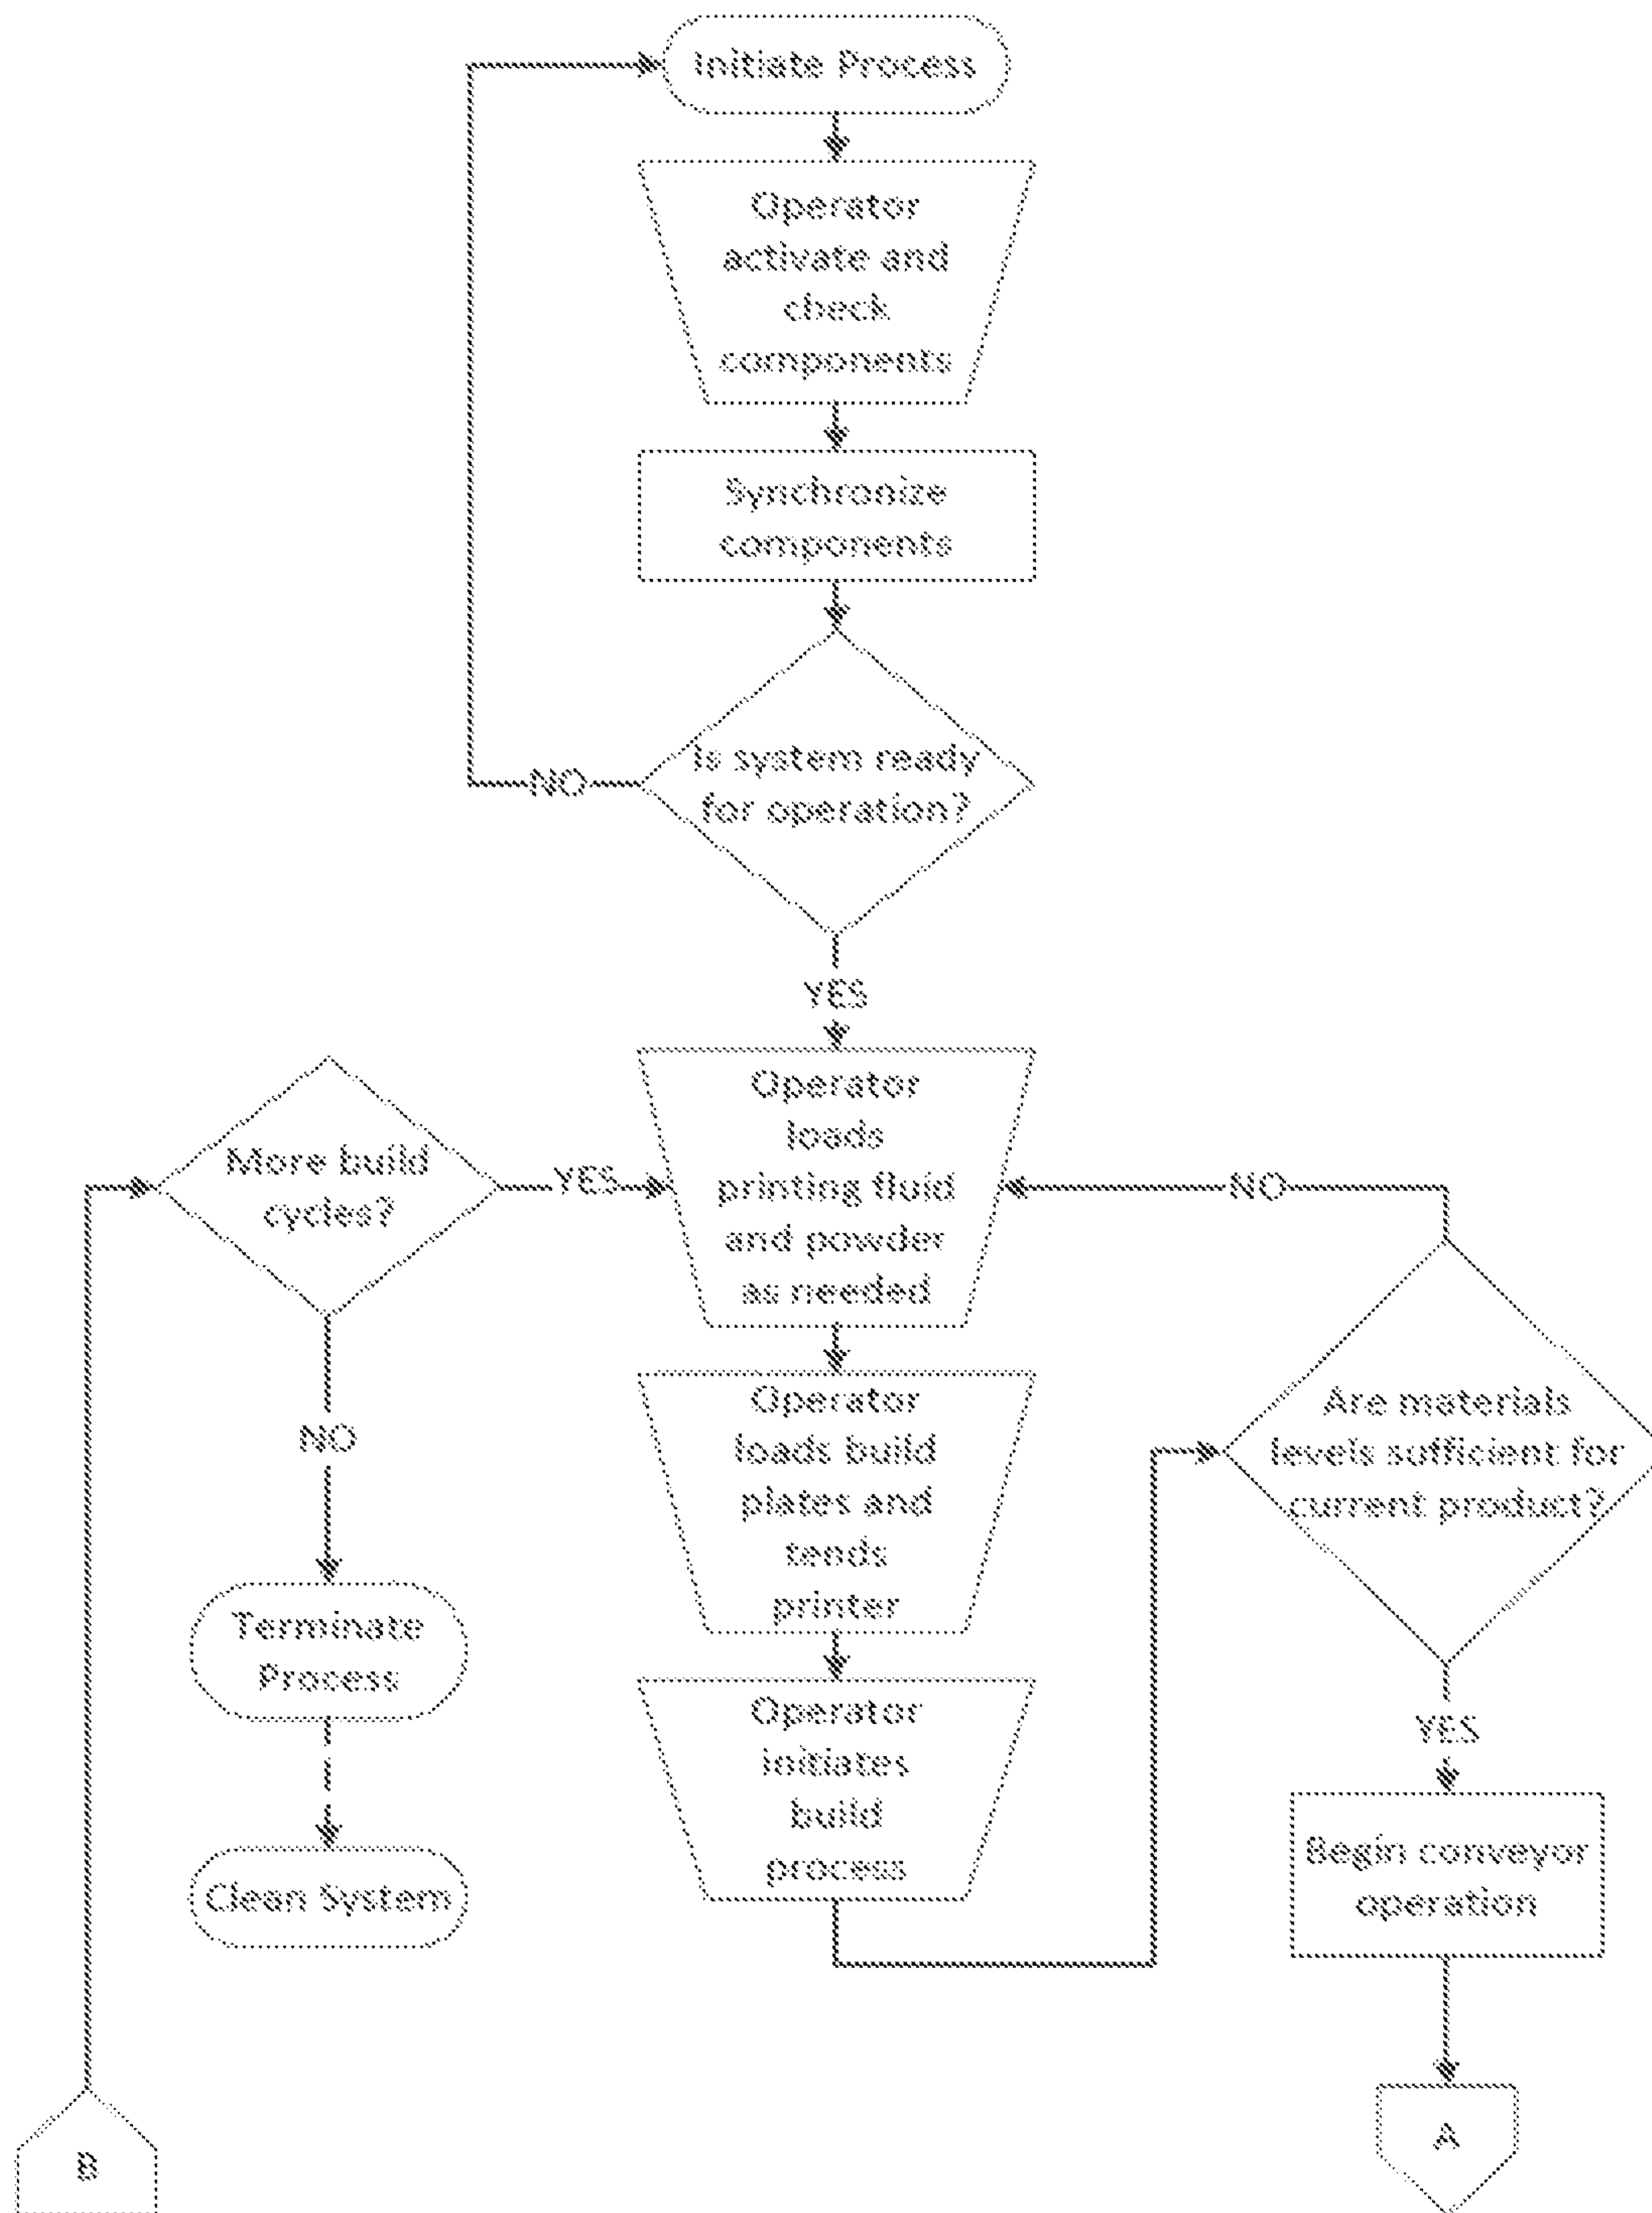 Initiate Process
Operator
activate and
check
components
Synchronize
components
Is system ready
for operation?
NO
YES
Operator
loads
printing fluid
and powder
as needed
More build
cycles?
YES
NO
NO
Operator
loads build
plates and
tends
printer
Are materials
levels sufficient for
current product?
Terminate
Process
Operator
initiates
build
process
YES
Clean System
Begin conveyor
operation
B
A